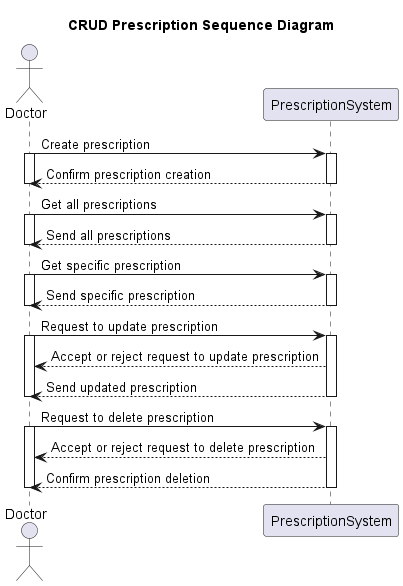 CRUD Prescription Sequence Diagram
Doctor
PrescriptionSystem
Create prescription
Confirm prescription creation
Get all prescriptions
Send all prescriptions
Get specific prescription
Send specific prescription
Request to update prescription
Accept or reject request to update prescription
Send updated prescription
Request to delete prescription
Accept or reject request to delete prescription
Confirm prescription deletion
Doctor
PrescriptionSystem